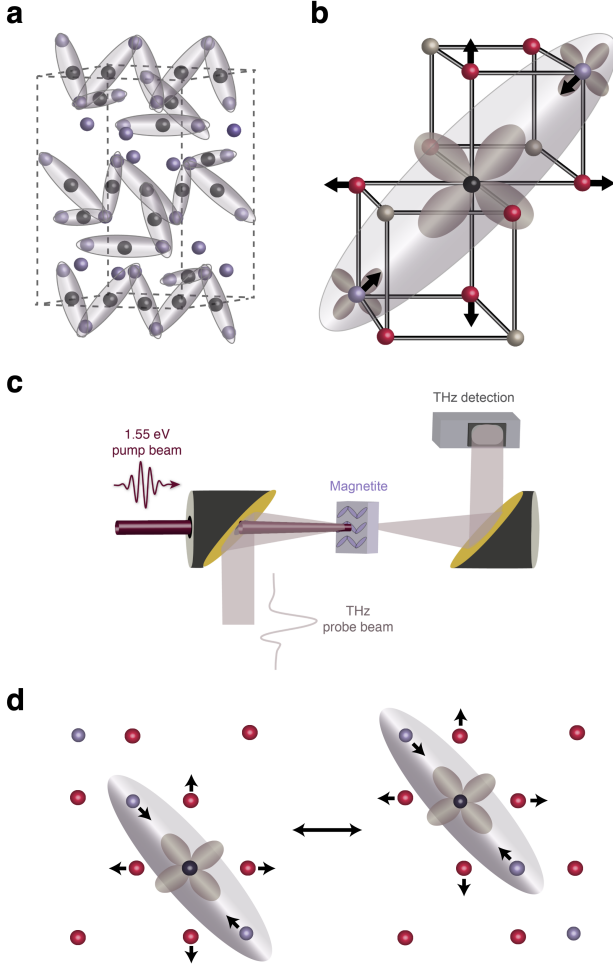 a
b
c
THz detection
1.55 eV
pump beam
Magnetite
THz
probe beam
d